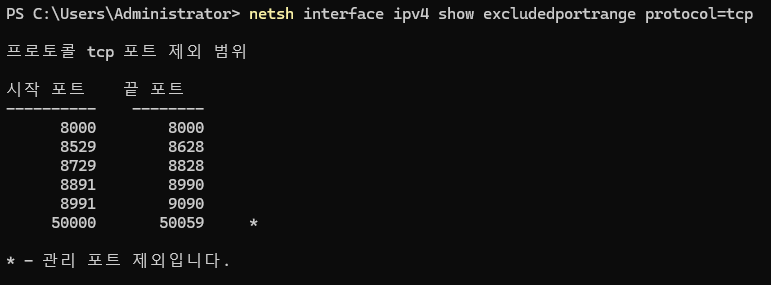 PS C:\Users\Administrator> netsh interface ipv4 show excludedportrange protocol=tcp
프로토콜 tcp 포트 제외 범위
시작 포트    끝 포트
----------    --------
8000        8000
8529        8628
8729        8828
8891        8990
8991        9090
50000       50059     *
* - 관리 포트 제외입니다.